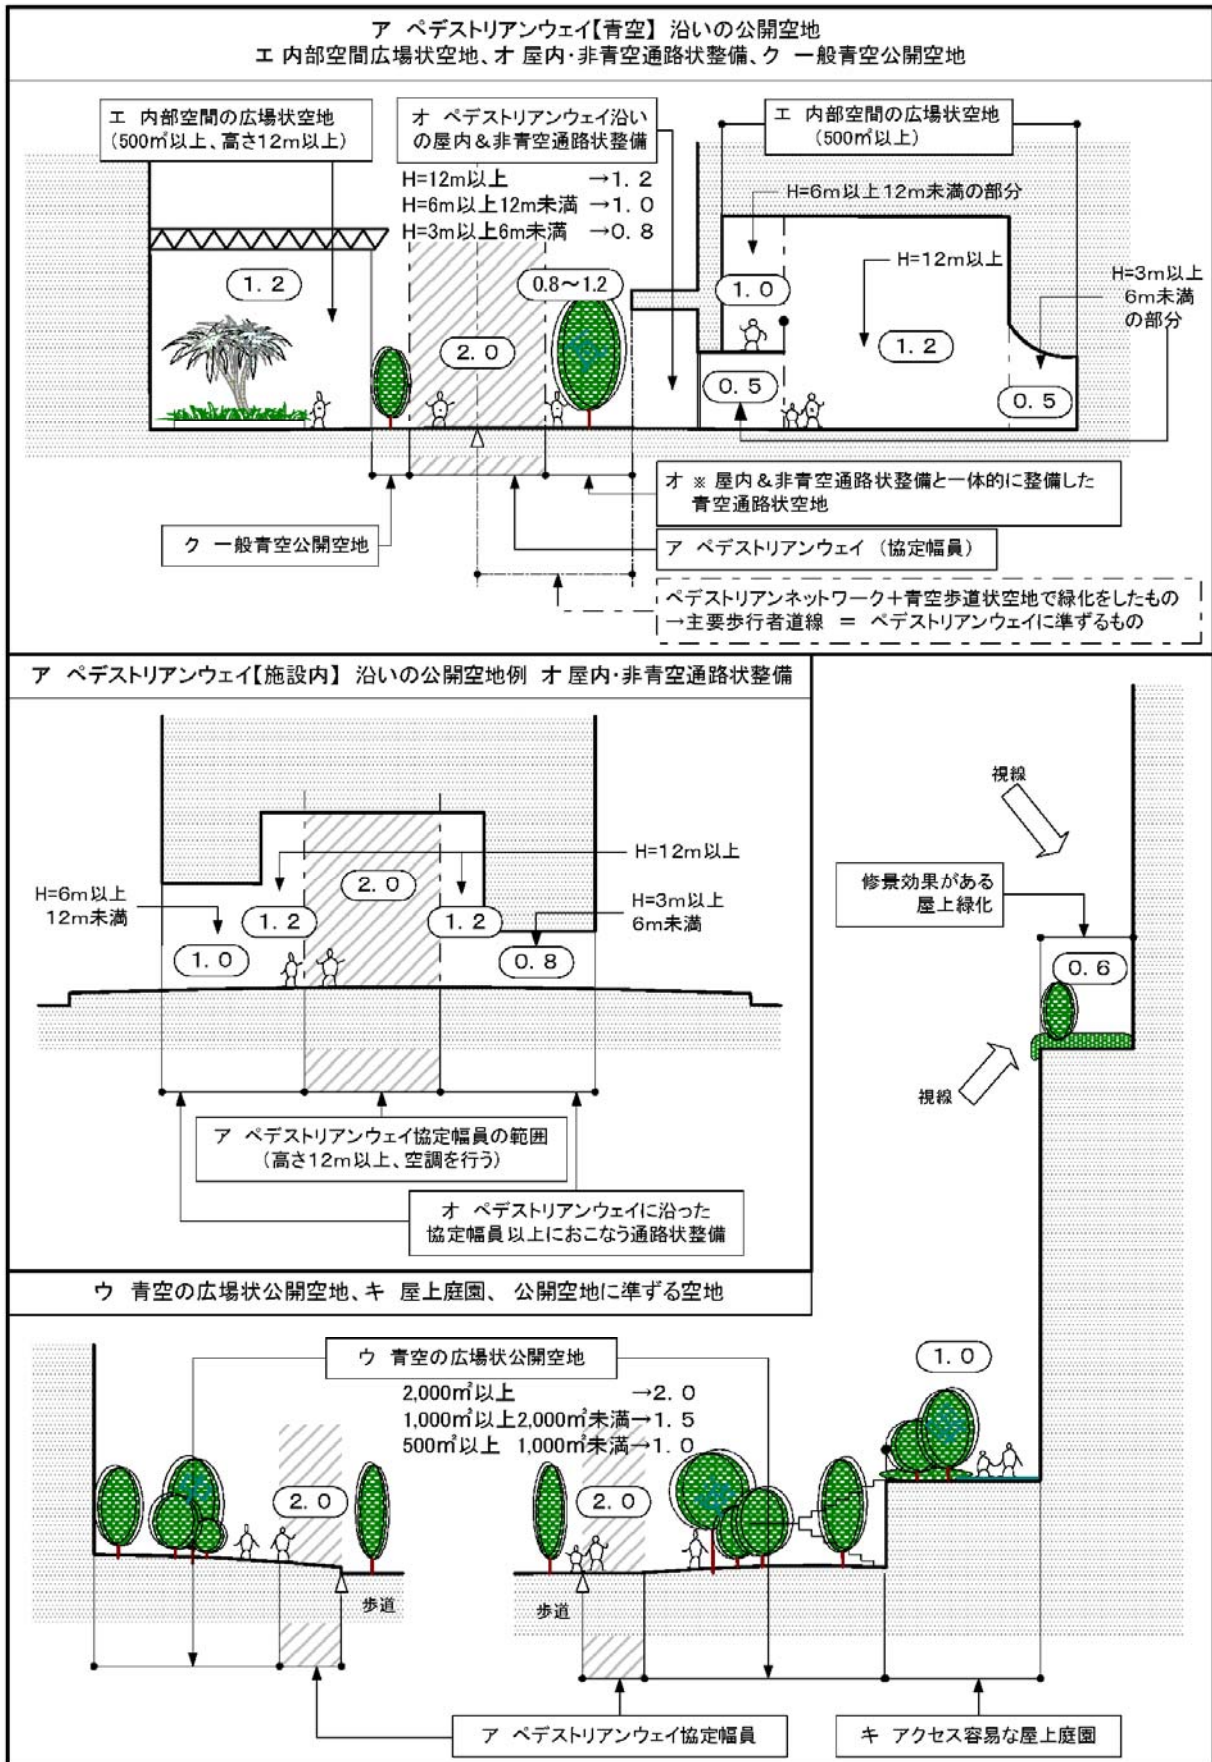 ア ペデストリアンウェイ【青空】 沿いの公開空地
エ 内部空間広場状空地、オ 屋内・非青空通路状整備、ク 一般青空公開空地
エ 内部空間の広場状空地
(500㎡以上、高さ12m以上)
オ ペデストリアンウェイ沿い
の屋内&非青空通路状整備
H=12m以上 →1.2
H=6m以上12m未満 →1.0
H=3m以上6m未満 →0.8
エ 内部空間の広場状空地
(500㎡以上)
H=6m以上12m未満の部分
H=12m以上
H=3m以上
6m未満
の部分
1.2
2.0
0.8~1.2
1.0
0.5
1.2
0.5
オ ※ 屋内&非青空通路状整備と一体的に整備した
青空通路状空地
ク 一般青空公開空地
ア ペデストリアンウェイ (協定幅員)
ペデストリアンネットワーク+青空歩道状空地で緑化をしたもの
→主要歩行者道線 = ペデストリアンウェイに準ずるもの
ア ペデストリアンウェイ【施設内】 沿いの公開空地例 オ 屋内・非青空通路状整備
H=12m以上
H=6m以上
12m未満
H=3m以上
6m未満
1.0
1.2
2.0
1.2
0.8
ア ペデストリアンウェイ協定幅員の範囲
(高さ12m以上、空調を行う)
オ ペデストリアンウェイに沿った
協定幅員以上におこなう通路状整備
視線
修景効果がある
屋上緑化
0.6
視線
ウ 青空の広場状公開空地、キ 屋上庭園、 公開空地に準ずる空地
ウ 青空の広場状公開空地
2,000㎡以上 →2.0
1,000㎡以上2,000㎡未満→1.5
500㎡以上 1,000㎡未満→1.0
1.0
2.0
2.0
歩道
歩道
ア ペデストリアンウェイ協定幅員
キ アクセス容易な屋上庭園